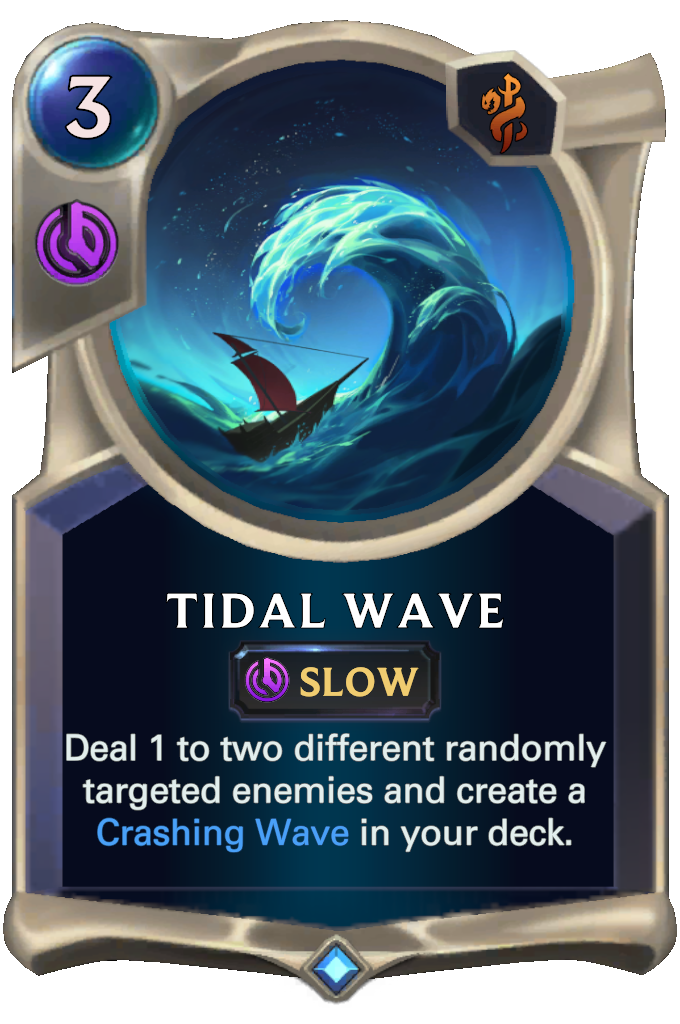 3
TIDAL WAVE
SLOW
Deal 1 to two different randomly
targeted enemies and create a
Crashing Wave in your deck.